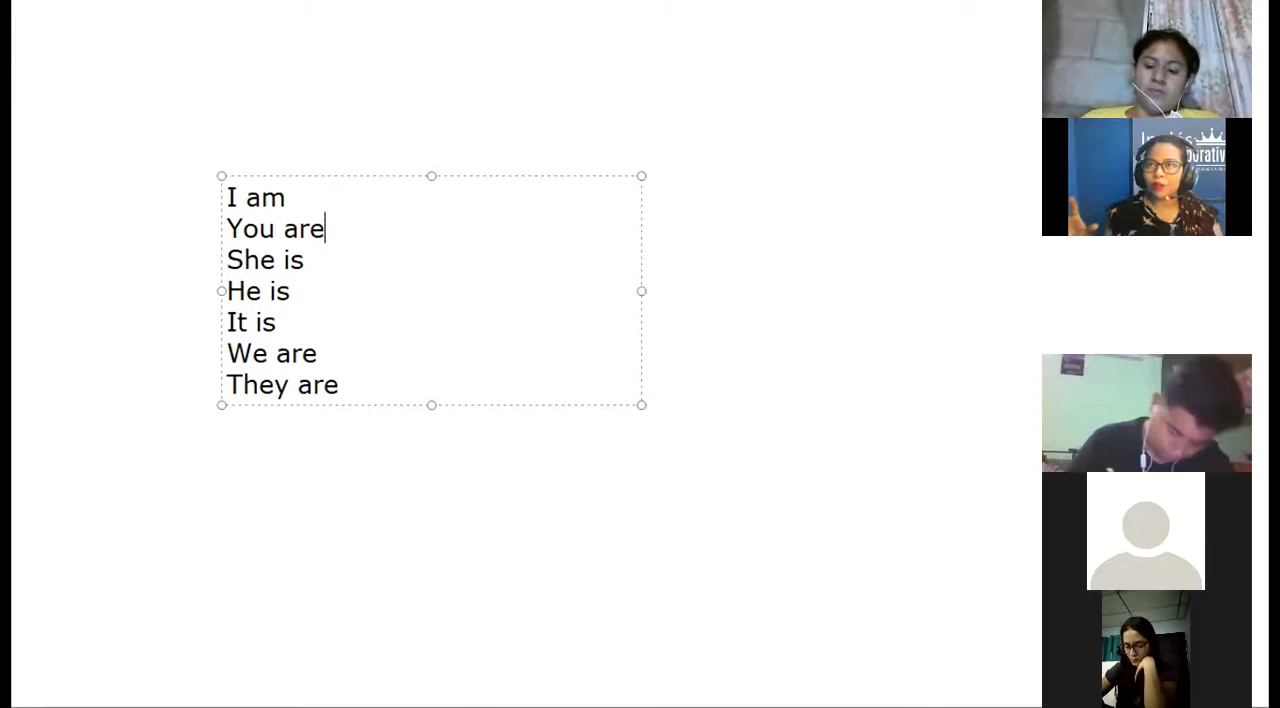 I am
You are
She is
He is
It is
We are
They are